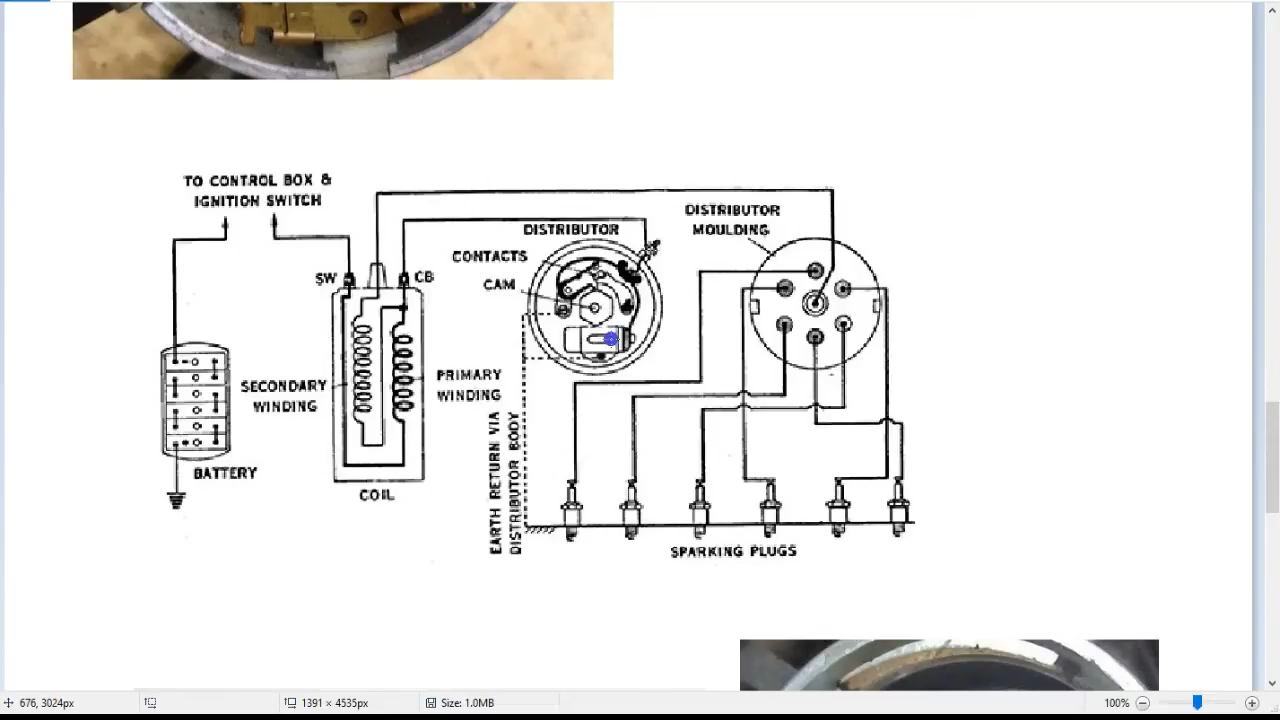 TO CONTROL BOX &
IGNITION SWITCH
DISTRIBUTOR
MOULDING
DISTRIBUTOR
CONTACTS
CAM
SW
CB
SECONDARY
WINDING
PRIMARY
WINDING
BATTERY
COIL
EARTH RETURN VIA
DISTRIBUTOR BODY
SPARKING PLUGS
676, 3024px
1391 × 4535px
Size: 1.0MB
100%